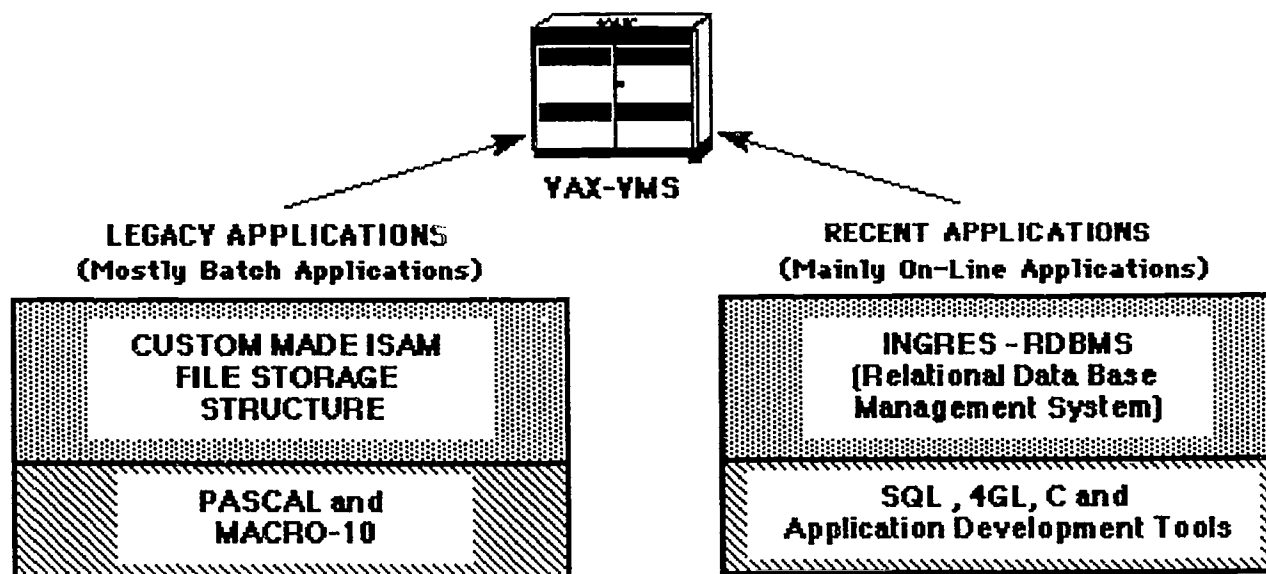 VAX-VMS
LEGACY APPLICATIONS
(Mostly Batch Applications)
CUSTOM MADE ISAM
FILE STORAGE
STRUCTURE
PASCAL and
MACRO-10
RECENT APPLICATIONS
(Mainly On-Line Applications)
INGRES - RDBMS
(Relational Data Base
Management System)
SQL , 4GL, C and
Application Development Tools